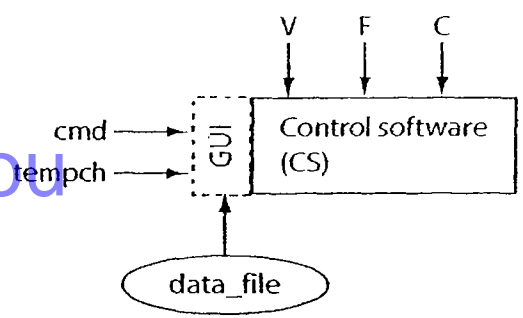 V F C
cmd
GUI
Control software
(CS)
tempch
data_file